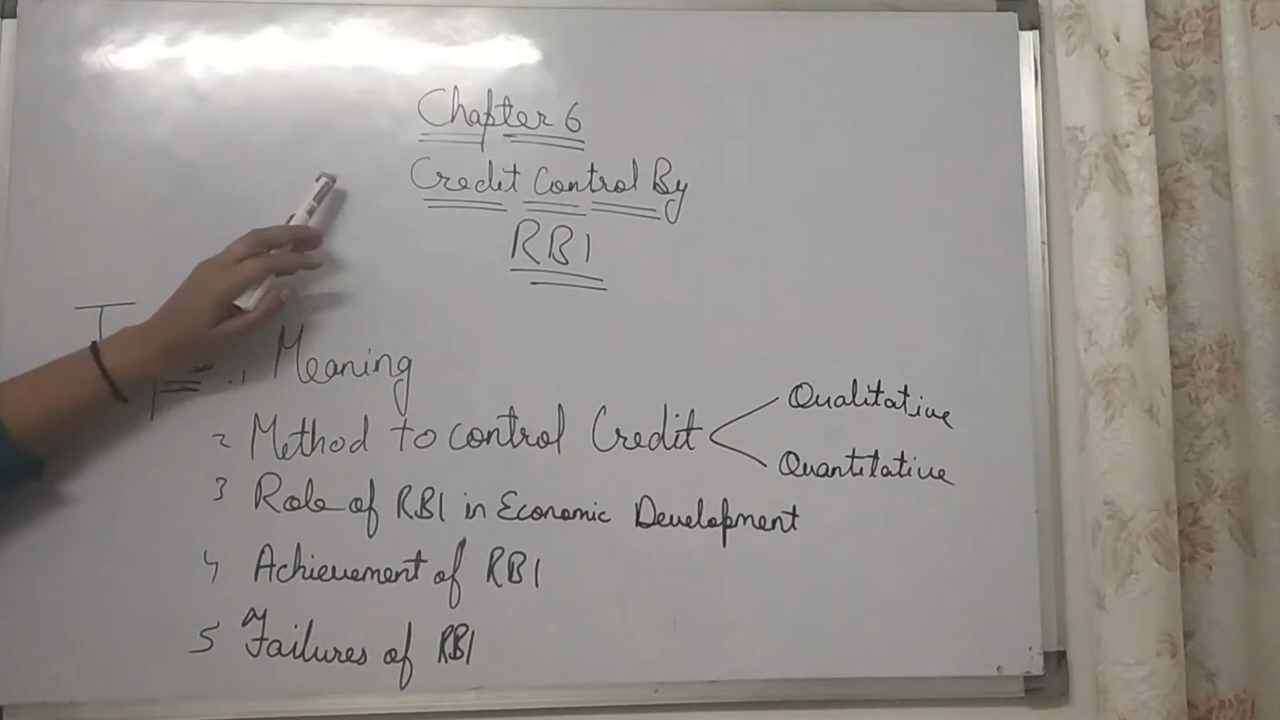 Chapter 6
Credit Control By
RBI
1 Meaning
2 Method to control Credit
Qualitative
Quantitative
3 Role of RBI in Economic Development
4 Achievement of RBI
5 Failures of RBI